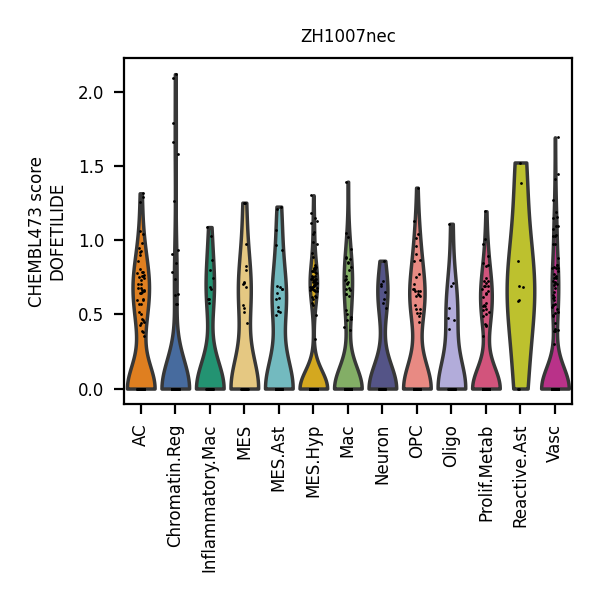 ZH1007nec
CHEMBL473 score
DOFETILIDE
2.0
1.5
1.0
0.5
0.0
AC
Chromatin.Reg
Inflammatory.Mac
MES
MES.Ast
MES.Hyp
Mac
Neuron
OPC
Oligo
Prolif.Metab
Reactive.Ast
Vasc